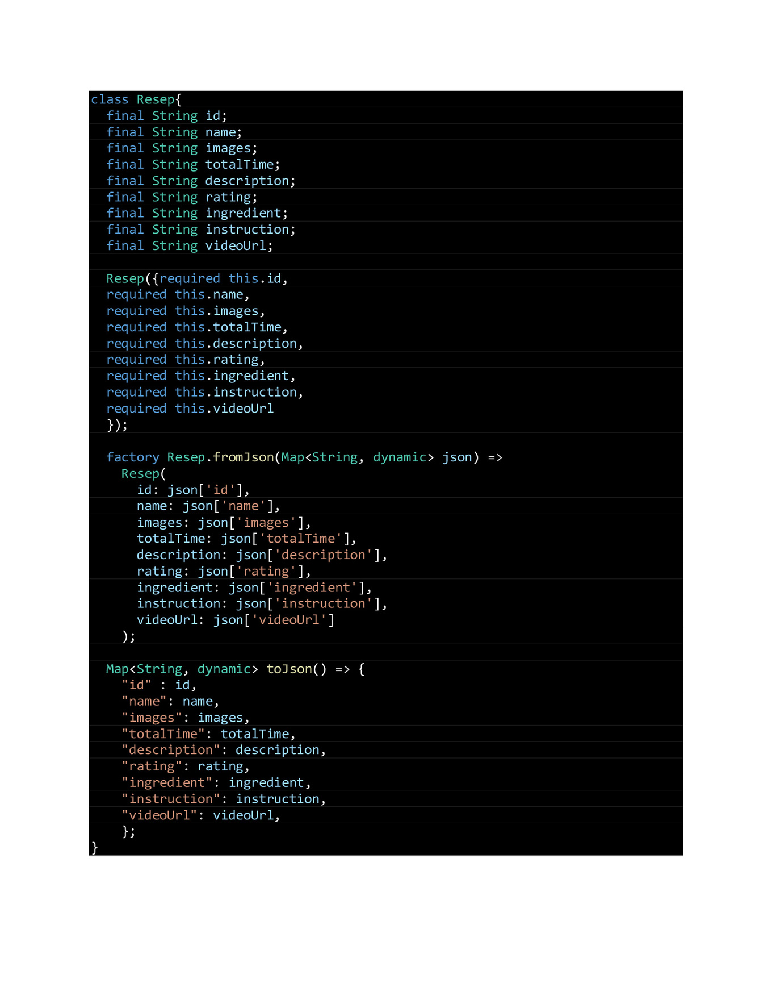 class Resep{
  final String id;
  final String name;
  final String images;
  final String totalTime;
  final String description;
  final String rating;
  final String ingredient;
  final String instruction;
  final String videoUrl;

  Resep({required this.id,
  required this.name,
  required this.images,
  required this.totalTime,
  required this.description,
  required this.rating,
  required this.ingredient,
  required this.instruction,
  required this.videoUrl
  });

  factory Resep.fromJson(Map<String, dynamic> json) =>
    Resep(
      id: json['id'],
      name: json['name'],
      images: json['images'],
      totalTime: json['totalTime'],
      description: json['description'],
      rating: json['rating'],
      ingredient: json['ingredient'],
      instruction: json['instruction'],
      videoUrl: json['videoUrl']
    );

  Map<String, dynamic> toJson() => {
    "id" : id,
    "name": name,
    "images": images,
    "totalTime": totalTime,
    "description": description,
    "rating": rating,
    "ingredient": ingredient,
    "instruction": instruction,
    "videoUrl": videoUrl,
    };
}